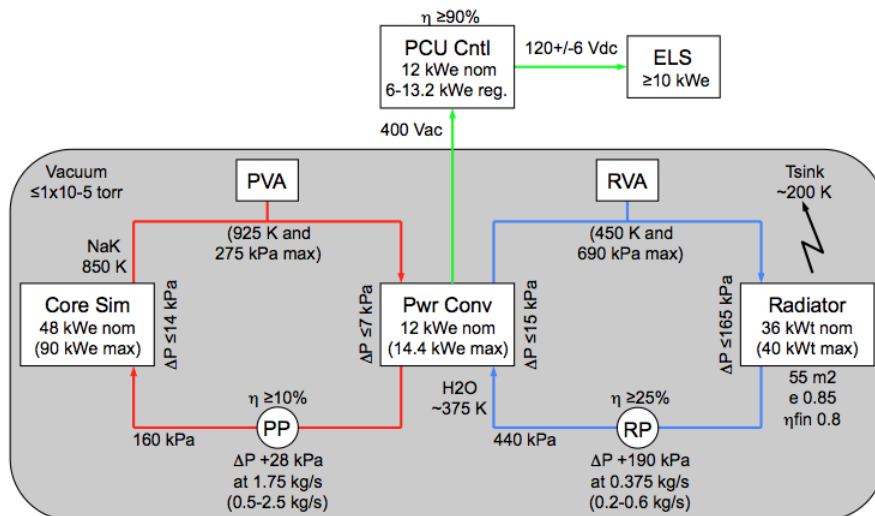 η ≥90%
PCU Cntl
12 kWe nom
6-13.2 kWe reg.
120+/-6 Vdc
ELS
≥10 kWe
400 Vac
Vacuum
≤1x10-5 torr
PVA
RVA
Tsink
~200 K
NaK
850 K
(925 K and
275 kPa max)
(450 K and
690 kPa max)
Core Sim
48 kWe nom
(90 kWe max)
ΔP ≤14 kPa
ΔP ≤7 kPa
Pwr Conv
12 kWe nom
(14.4 kWe max)
ΔP ≤15 kPa
ΔP ≤165 kPa
Radiator
36 kWt nom
(40 kWt max)
55 m2
e 0.85
ηfin 0.8
H2O
~375 K
η ≥10%
PP
160 kPa
ΔP +28 kPa
at 1.75 kg/s
(0.5-2.5 kg/s)
η ≥25%
RP
440 kPa
ΔP +190 kPa
at 0.375 kg/s
(0.2-0.6 kg/s)